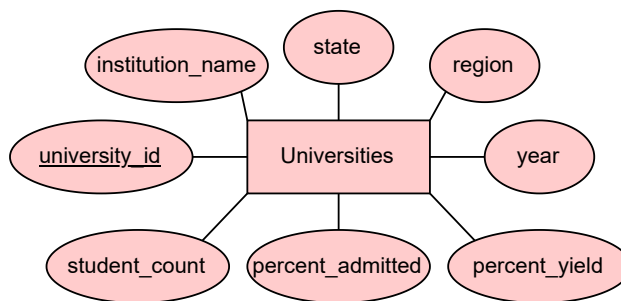 state
institution_name
region
university_id
Universities
year
student_count
percent_admitted
percent_yield